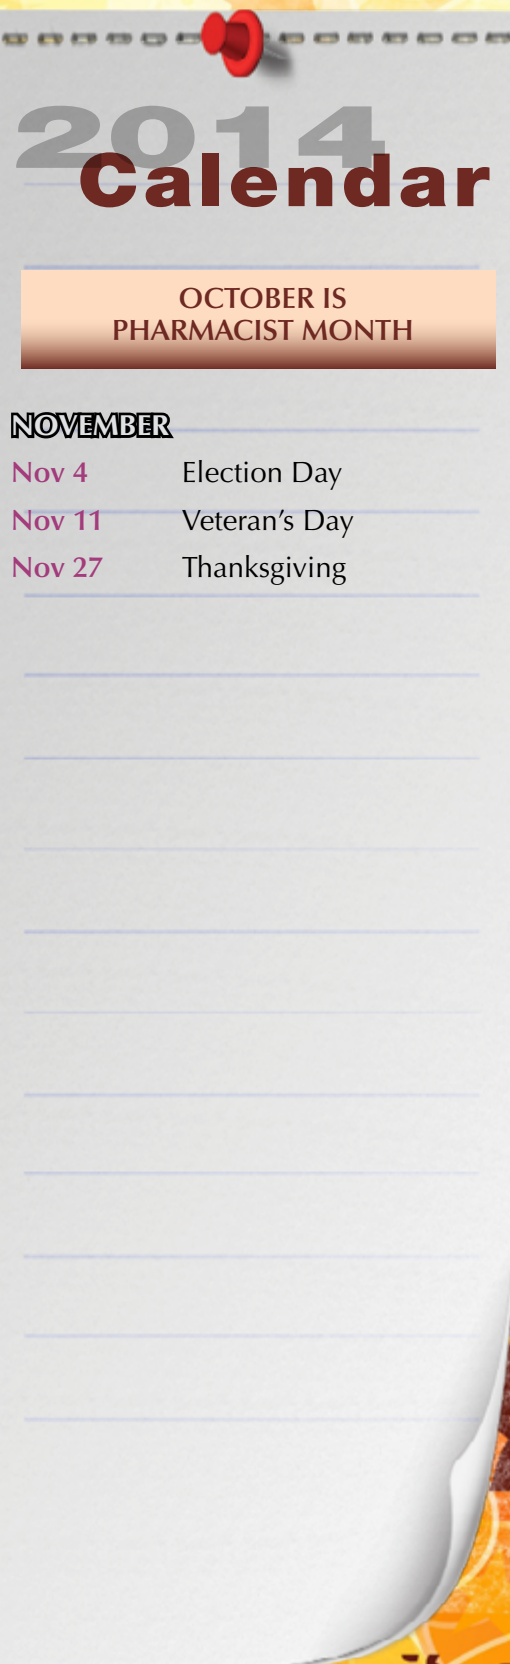 2014
Calendar
OCTOBER IS
PHARMACIST MONTH
NOVEMBER
Nov 4 Election Day
Nov 11 Veteran’s Day
Nov 27 Thanksgiving